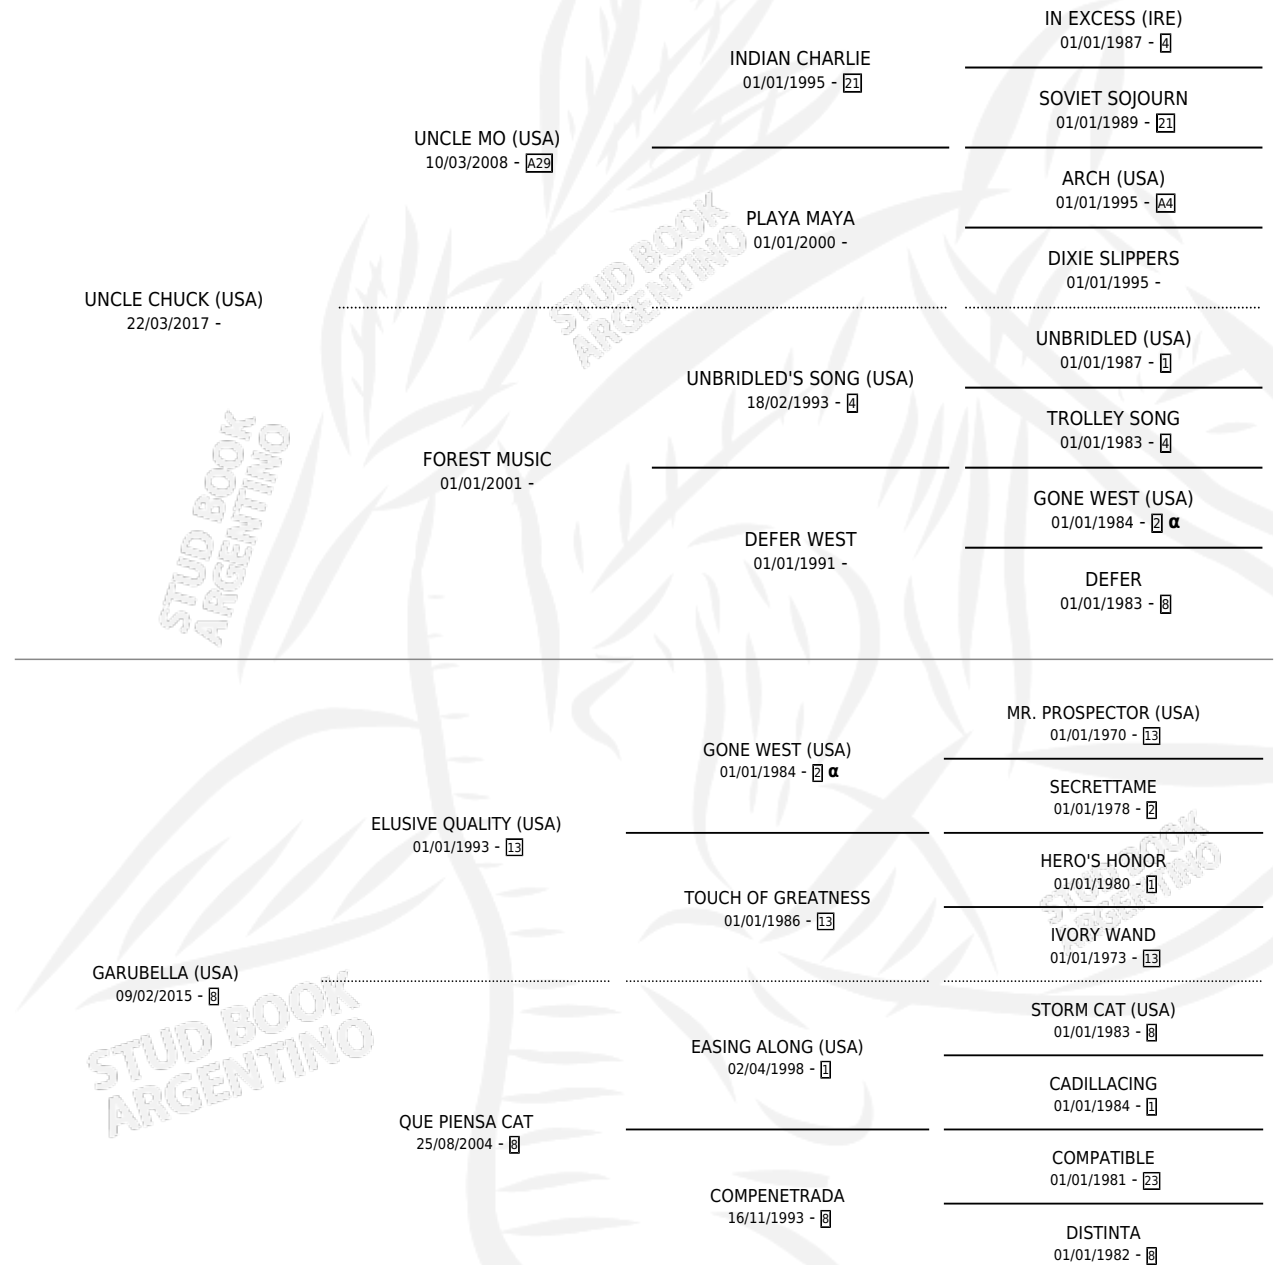 IN EXCESS (IRE)
01/01/1987 - 4
INDIAN CHARLIE
01/01/1995 - 21
SOVIET SOJOURN
01/01/1989 - 21
UNCLE MO (USA)
10/03/2008 - A29
ARCH (USA)
01/01/1995 - A4
PLAYA MAYA
01/01/2000 -
DIXIE SLIPPERS
01/01/1995 -
UNCLE CHUCK (USA)
22/03/2017 -
UNBRIDLED (USA)
01/01/1987 - 1
UNBRIDLED'S SONG (USA)
18/02/1993 - 4
TROLLEY SONG
01/01/1983 - 4
FOREST MUSIC
01/01/2001 -
GONE WEST (USA)
01/01/1984 - 2 α
DEFER WEST
01/01/1991 -
DEFER
01/01/1983 - 8
MR. PROSPECTOR (USA)
01/01/1970 - 13
GONE WEST (USA)
01/01/1984 - 2 α
SECRETTAME
01/01/1978 - 2
ELUSIVE QUALITY (USA)
01/01/1993 - 13
HERO'S HONOR
01/01/1980 - 1
TOUCH OF GREATNESS
01/01/1986 - 13
IVORY WAND
01/01/1973 - 13
GARUBELLA (USA)
09/02/2015 - 8
STORM CAT (USA)
01/01/1983 - 8
EASING ALONG (USA)
02/04/1998 - 1
CADILLACING
01/01/1984 - 1
QUE PIENSA CAT
25/08/2004 - 8
COMPATIBLE
01/01/1981 - 23
COMPENETRADA
16/11/1993 - 8
DISTINTA
01/01/1982 - 8
STUD BOOK
ARGENTINO
STUD BOOK
ARGENTINO
STUD BOOK
ARGENTINO
STUD BOOK
ARGENTINO